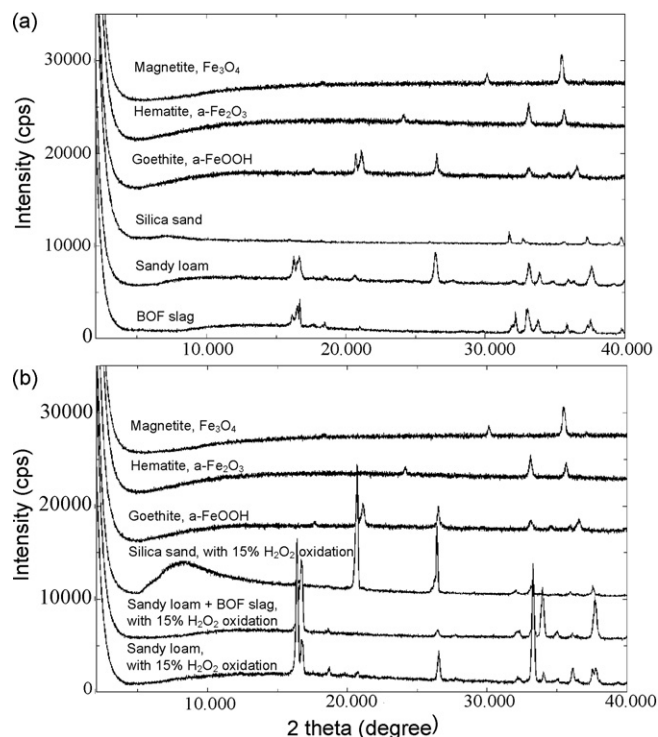 (a)
Intensity (cps)
30000
20000
10000
0
Magnetite, Fe₃O₄
Hematite, a-Fe₂O₃
Goethite, a-FeOOH
Silica sand
Sandy loam
BOF slag
10.000 20.000 30.000 40.000
(b)
Intensity (cps)
30000
20000
10000
0
Magnetite, Fe₃O₄
Hematite, a-Fe₂O₃
Goethite, a-FeOOH
Silica sand, with 15% H₂O₂ oxidation
Sandy loam + BOF slag,
with 15% H₂O₂ oxidation
Sandy loam,
with 15% H₂O₂ oxidation
10.000 20.000 30.000 40.000
2 theta (degree)